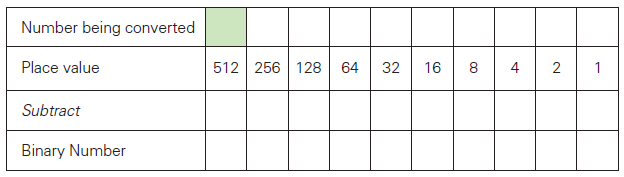 Number being converted
Place value 512 256 128 64 32 16 8 4 2 1
Subtract
Binary Number